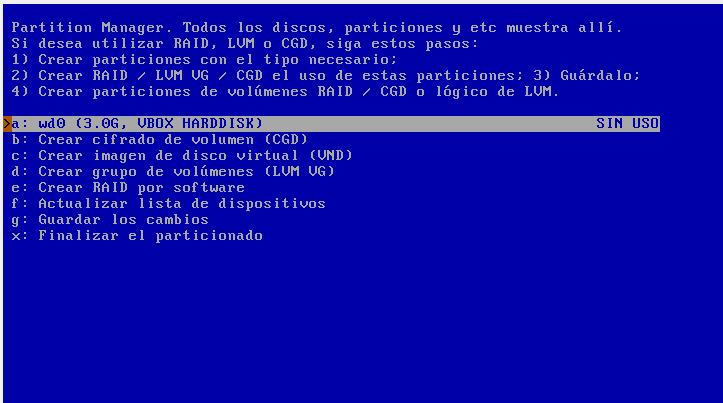 Partition Manager. Todos los discos, particiones y etc muestra allí.
Si desea utilizar RAID, LVM o CGD, siga estos pasos:
1) Crear particiones con el tipo necesario;
2) Crear RAID / LVM VG / CGD el uso de estas particiones; 3) Guárdalo;
4) Crear particiones de volúmenes RAID / CGD o lógico de LVM.
>a: wd0 (3.0G, VBOX HARDDISK) SIN USO
b: Crear cifrado de volumen (CGD)
c: Crear imagen de disco virtual (VND)
d: Crear grupo de volúmenes (LVM VG)
e: Crear RAID por software
f: Actualizar lista de dispositivos
g: Guardar los cambios
x: Finalizar el particionado